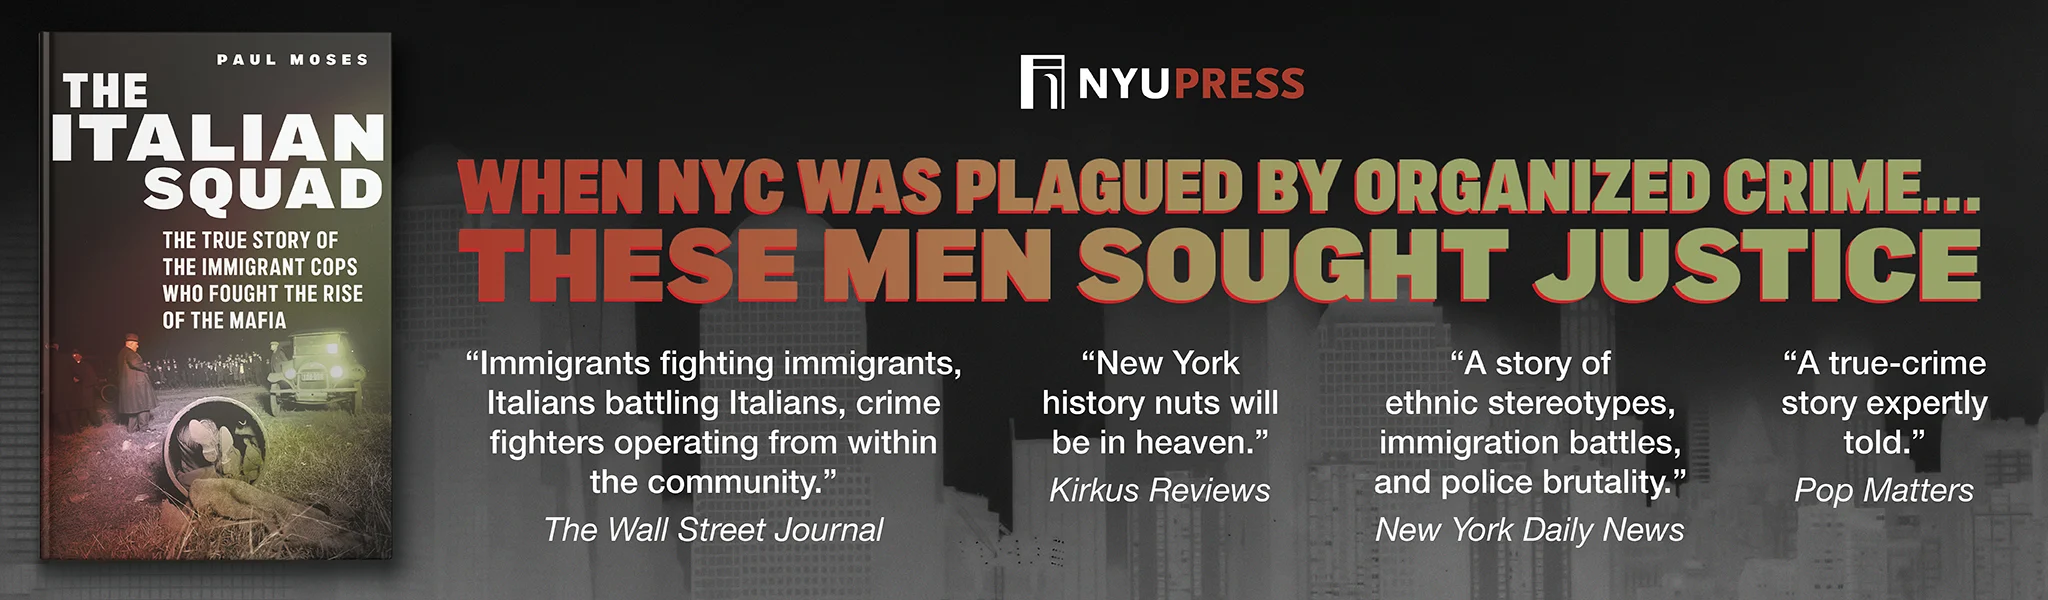 PAUL MOSES
THE
ITALIAN
SQUAD
THE TRUE STORY OF
THE IMMIGRANT COPS
WHO FOUGHT THE RISE
OF THE MAFIA
NYUPRESS
WHEN NYC WAS PLAGUED BY ORGANIZED CRIME...
THESE MEN SOUGHT JUSTICE
“Immigrants fighting immigrants,
Italians battling Italians, crime
fighters operating from within
the community.”
The Wall Street Journal
“New York
history nuts will
be in heaven.”
Kirkus Reviews
“A story of
ethnic stereotypes,
immigration battles,
and police brutality.”
New York Daily News
“A true-crime
story expertly
told.”
Pop Matters